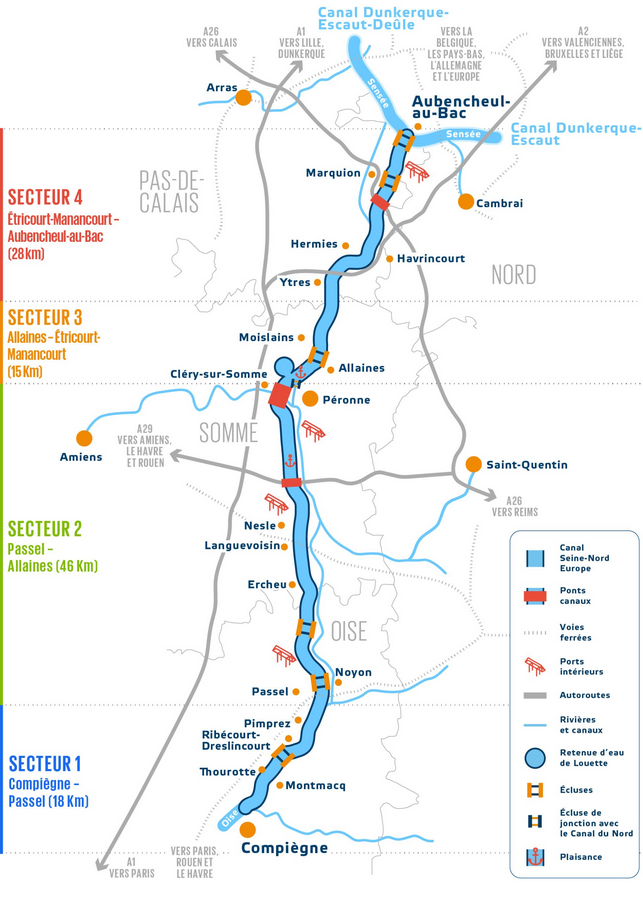 Canal Dunkerque-
Escaut-Deûle
A26
VERS CALAIS
A1
VERS LILLE,
DUNKERQUE
VERS LA
BELGIQUE,
LES PAYS-BAS,
L'ALLEMAGNE
ET L'EUROPE
A2
VERS VALENCIENNES,
BRUXELLES ET LIÈGE
Arras
Sensée
Aubencheul-
au-Bac
Sensée
Canal Dunkerque-
Escaut
Marquion
PAS-DE-
CALAIS
Cambrai
SECTEUR 4
Étricourt-Manancourt –
Aubencheul-au-Bac
(28 km)
Hermies
Havrincourt
NORD
Ytres
SECTEUR 3
Allaines – Étricourt-
Manancourt
(15 Km)
Moislains
Allaines
Cléry-sur-Somme
Péronne
SOMME
A29
VERS AMIENS,
LE HAVRE
ET ROUEN
Amiens
Saint-Quentin
A26
VERS REIMS
SECTEUR 2
Passel –
Allaines (46 Km)
Nesle
Languevoisin
Ercheu
OISE
Noyon
Passel
Pimprez
Ribécourt-
Dreslincourt
SECTEUR 1
Compiègne –
Passel (18 Km)
Thourotte
Montmacq
Oise
Compiègne
A1
VERS PARIS
VERS PARIS,
ROUEN ET
LE HAVRE
Canal
Seine-Nord
Europe
Ponts
canaux
Voies
ferrées
Ports
intérieurs
Autoroutes
Rivières
et canaux
Retenue d'eau
de Louette
Écluses
Écluse de
jonction avec
le Canal du Nord
Plaisance